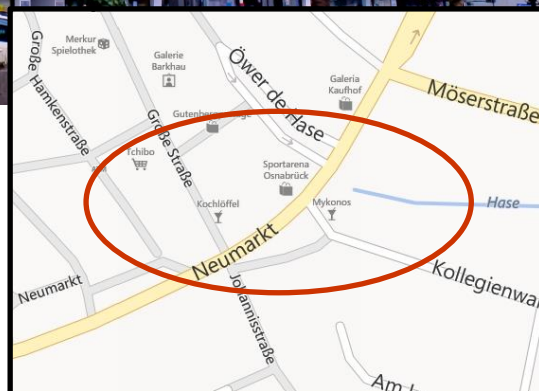 Große Hamkenstraße
Merkur
Spielothek
Galerie
Barkhau
Öwer de Hase
Galeria
Kaufhof
Möserstraße
Tchibo
Große Straße
Sportarena
Osnabrück
Kochlöffel
Mykonos
Hase
Neumarkt
Neumarkt
Johannisstraße